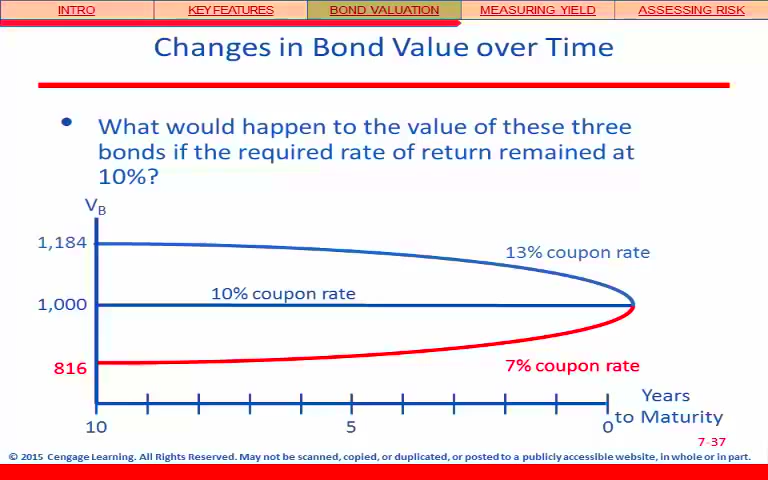 INTRO KEY FEATURES BOND VALUATION MEASURING YIELD ASSESSING RISK
Changes in Bond Value over Time
• What would happen to the value of these three
bonds if the required rate of return remained at
10%?
VB
1,184
13% coupon rate
10% coupon rate
1,000
816
7% coupon rate
Years
to Maturity
10 5 0
7-37
© 2015 Cengage Learning. All Rights Reserved. May not be scanned, copied, or duplicated, or posted to a publicly accessible website, in whole or in part.